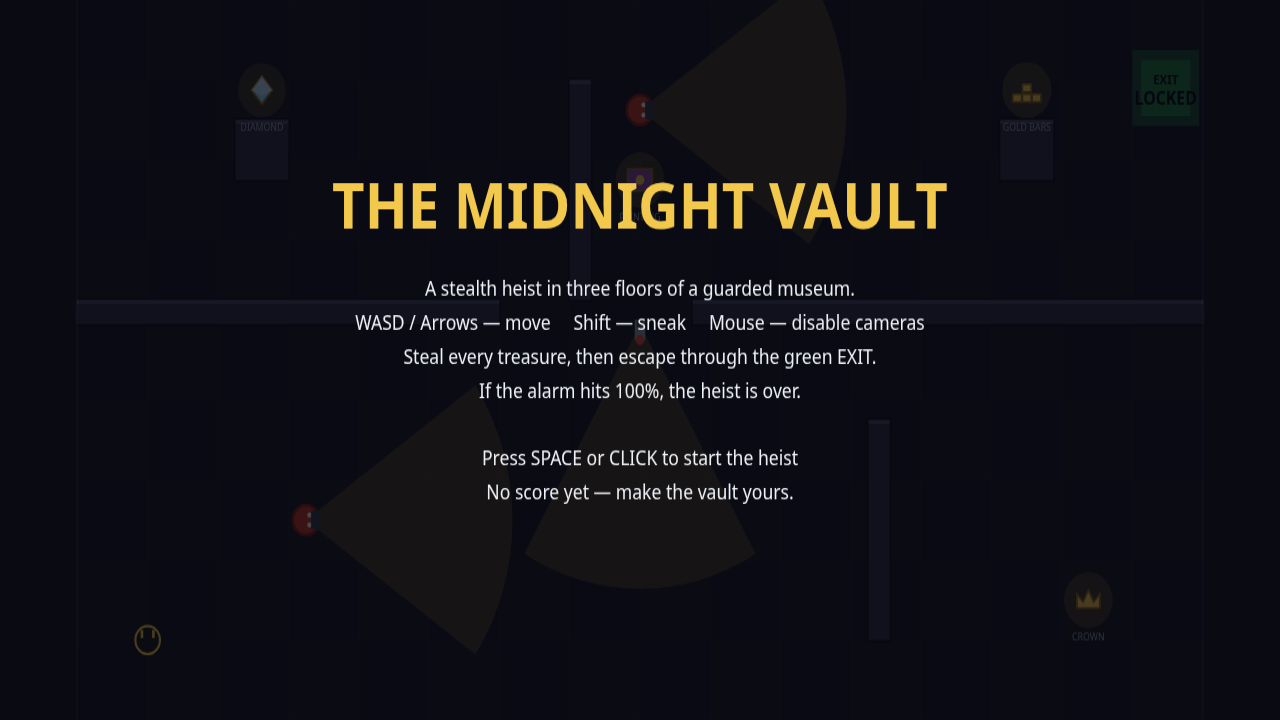 EXIT
LOCKED
DIAMOND
GOLD BARS
THE MIDNIGHT VAULT
A stealth heist in three floors of a guarded museum.
WASD / Arrows — move Shift — sneak Mouse — disable cameras
Steal every treasure, then escape through the green EXIT.
If the alarm hits 100%, the heist is over.
Press SPACE or CLICK to start the heist
No score yet — make the vault yours.
CROWN